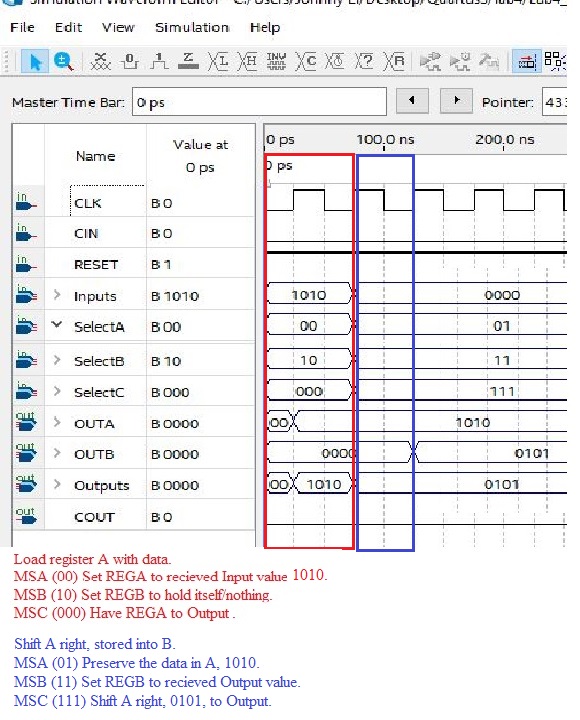 Simulation Waveform Editor - C:/Users/Johnny Li/Desktop/Quartus3/lab4/Lab4_
File Edit View Simulation Help
Master Time Bar: 0 ps Pointer: 433
Name Value at 0 ps 0 ps 100.0 ns 200.0 ns
0 ps
in CLK B 0
in CIN B 0
in RESET B 1
in > Inputs B 1010 1010 0000
in SelectA B 00 00 01
in > SelectB B 10 10 11
in > SelectC B 000 000 111
out > OUTA B 0000 00 1010
out > OUTB B 0000 0000 0101
out > Outputs B 0000 00 1010 0101
out COUT B 0
Load register A with data.
MSA (00) Set REGA to recieved Input value 1010.
MSB (10) Set REGB to hold itself/nothing.
MSC (000) Have REGA to Output .
Shift A right, stored into B.
MSA (01) Preserve the data in A, 1010.
MSB (11) Set REGB to recieved Output value.
MSC (111) Shift A right, 0101, to Output.